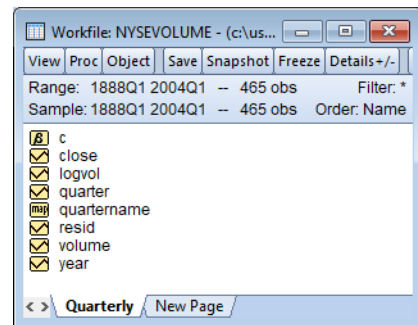 Workfile: NYSEVOLUME - (c:\us...
View Proc Object Save Snapshot Freeze Details+/-
Range: 1888Q1 2004Q1 -- 465 obs Filter: *
Sample: 1888Q1 2004Q1 -- 465 obs Order: Name
β c
close
logvol
quarter
map quartername
resid
volume
year
< > Quarterly New Page